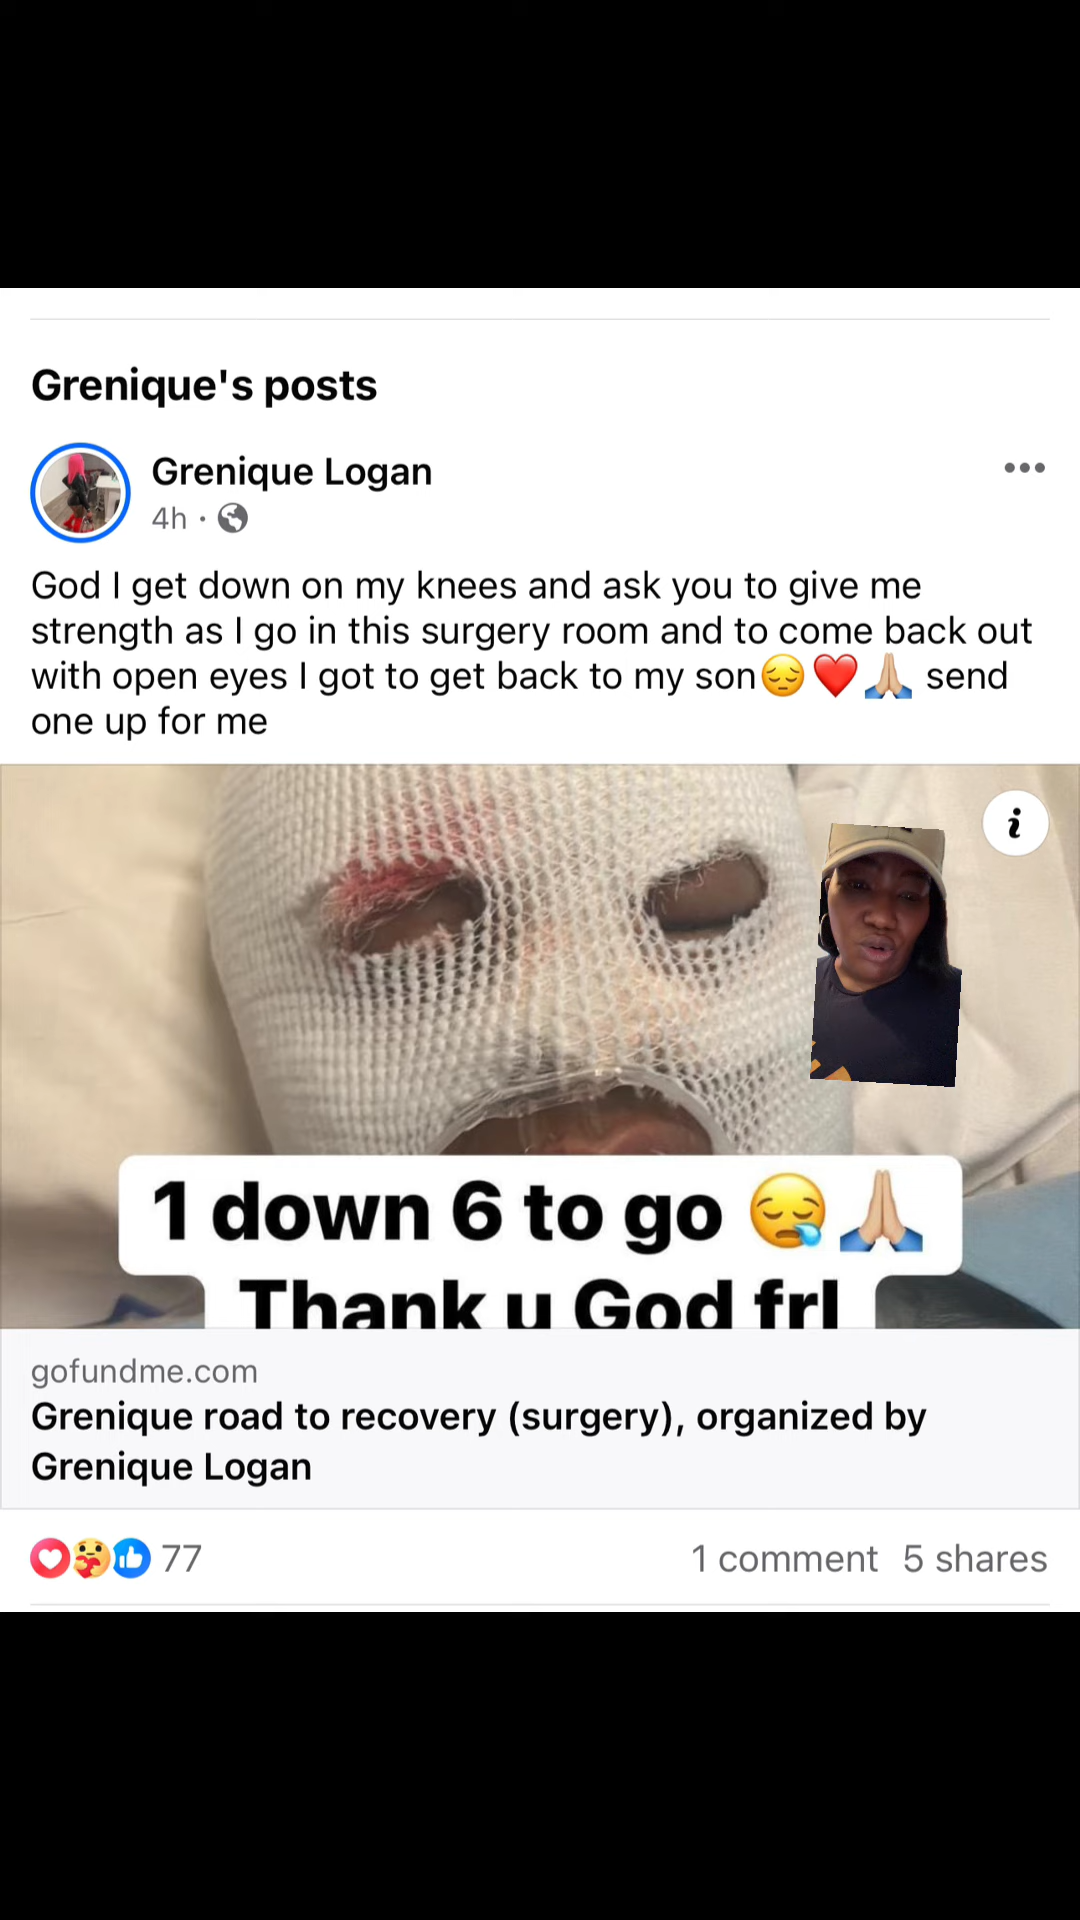 Grenique's posts
Grenique Logan
4h ·
God I get down on my knees and ask you to give me
strength as I go in this surgery room and to come back out
with open eyes I got to get back to my son😔❤️🙏🏼 send
one up for me
1 down 6 to go 😪🙏🏼
Thank u God frl
gofundme.com
Grenique road to recovery (surgery), organized by
Grenique Logan
77
1 comment 5 shares